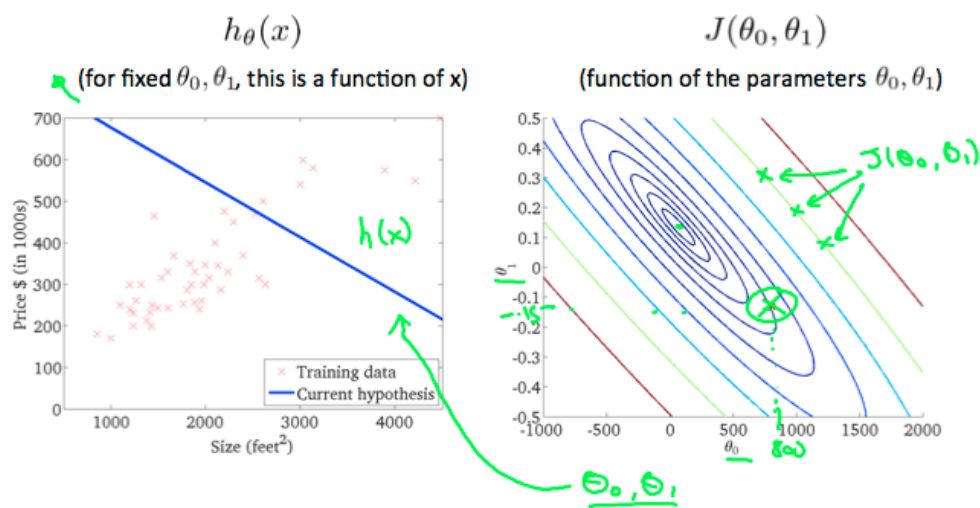 hθ(x)
(for fixed θ0, θ1, this is a function of x)
700
600
500
400
300
200
100
0
Price $ (in 1000s)
1000
2000
3000
4000
Size (feet²)
Training data
Current hypothesis
h(x)
θ0, θ1
J(θ0, θ1)
(function of the parameters θ0, θ1)
0.5
0.4
0.3
0.2
0.1
0
-0.1
-0.2
-0.3
-0.4
-0.5
θ1
-.15
-1000
-500
0
500
1000
1500
2000
θ0
800
J(θ0, θ1)